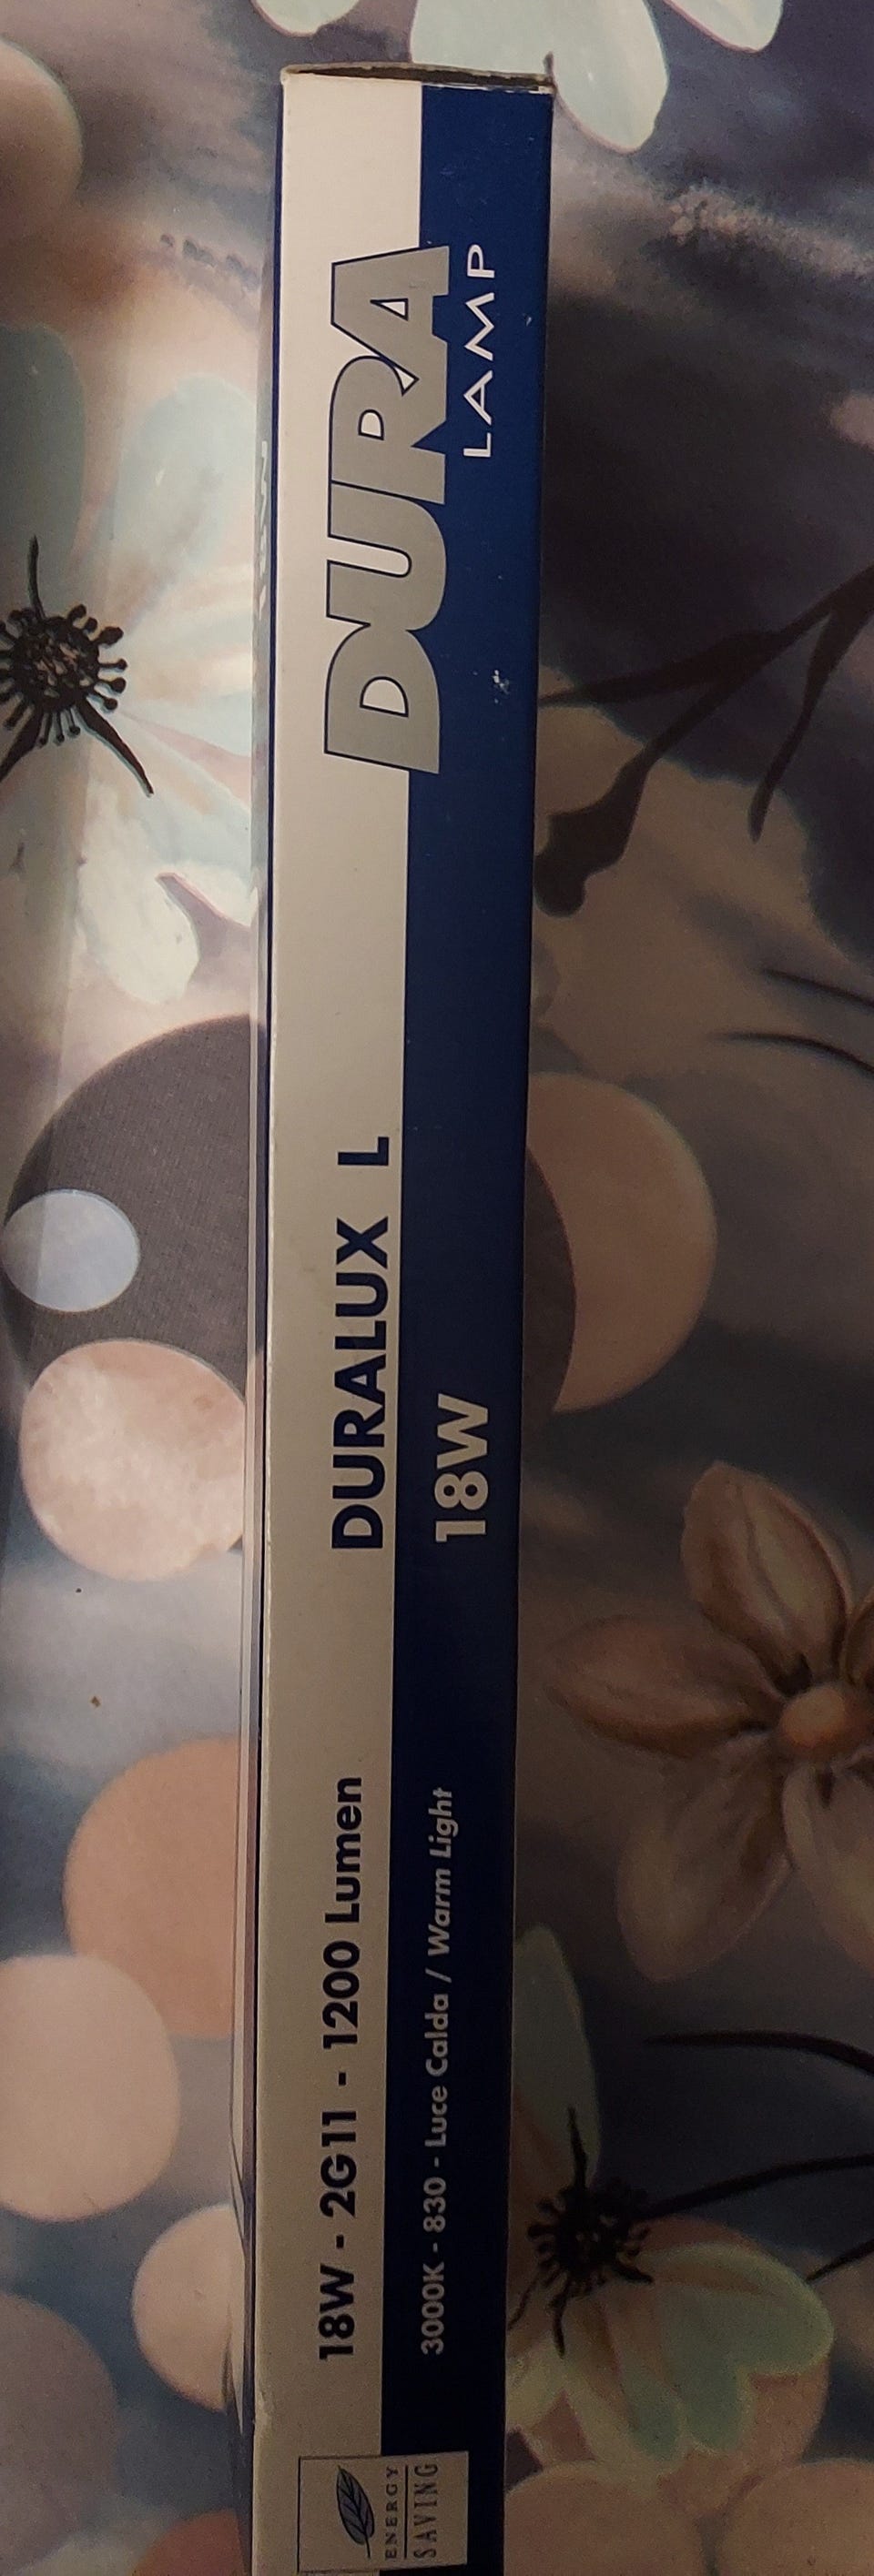 ENERGY
SAVING
18W - 2G11 - 1200 Lumen
3000K - 830 - Luce Calda / Warm Light
DURALUX L
18W
DURA
LAMP